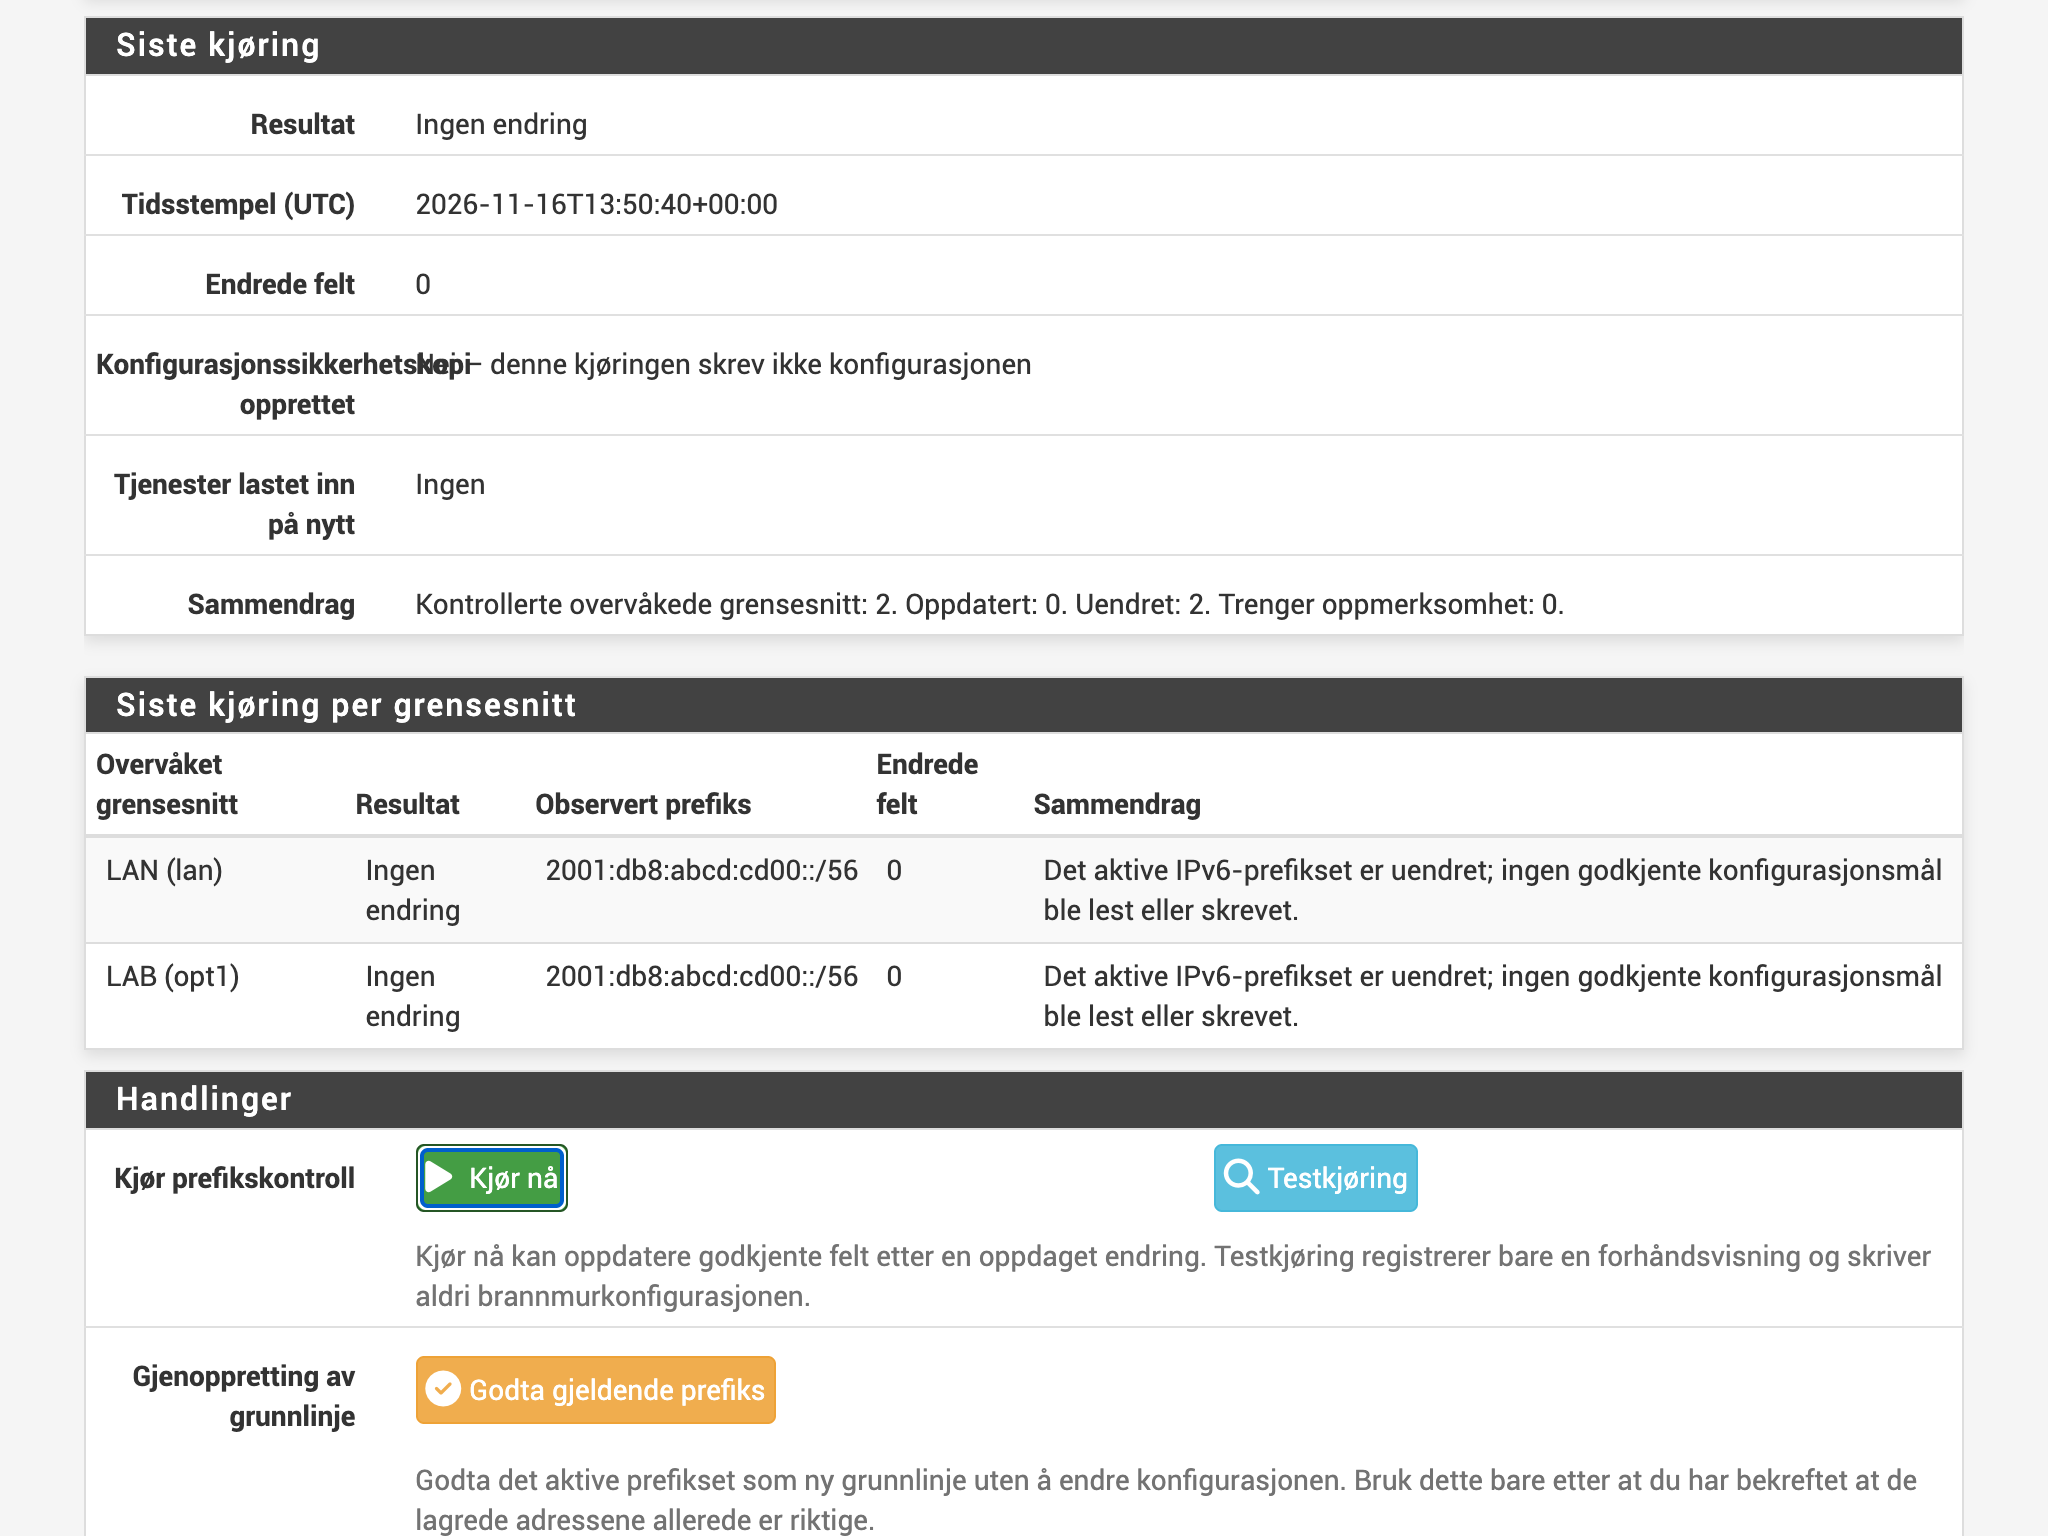 Siste kjøring
Resultat Ingen endring
Tidsstempel (UTC) 2026-11-16T13:50:40+00:00
Endrede felt 0
Konfigurasjonssikkerhetskopi – denne kjøringen skrev ikke konfigurasjonen
opprettet
Tjenester lastet inn Ingen
på nytt
Sammendrag Kontrollerte overvåkede grensesnitt: 2. Oppdatert: 0. Uendret: 2. Trenger oppmerksomhet: 0.
Siste kjøring per grensesnitt
Overvåket Endrede
grensesnitt Resultat Observert prefiks felt Sammendrag
LAN (lan) Ingen 2001:db8:abcd:cd00::/56 0 Det aktive IPv6-prefikset er uendret; ingen godkjente konfigurasjonsmål
endring ble lest eller skrevet.
LAB (opt1) Ingen 2001:db8:abcd:cd00::/56 0 Det aktive IPv6-prefikset er uendret; ingen godkjente konfigurasjonsmål
endring ble lest eller skrevet.
Handlinger
Kjør prefikskontroll Kjør nå Testkjøring
Kjør nå kan oppdatere godkjente felt etter en oppdaget endring. Testkjøring registrerer bare en forhåndsvisning og skriver
aldri brannmurkonfigurasjonen.
Gjenoppretting av Godta gjeldende prefiks
grunnlinje
Godta det aktive prefikset som ny grunnlinje uten å endre konfigurasjonen. Bruk dette bare etter at du har bekreftet at de
lagrede adressene allerede er riktige.